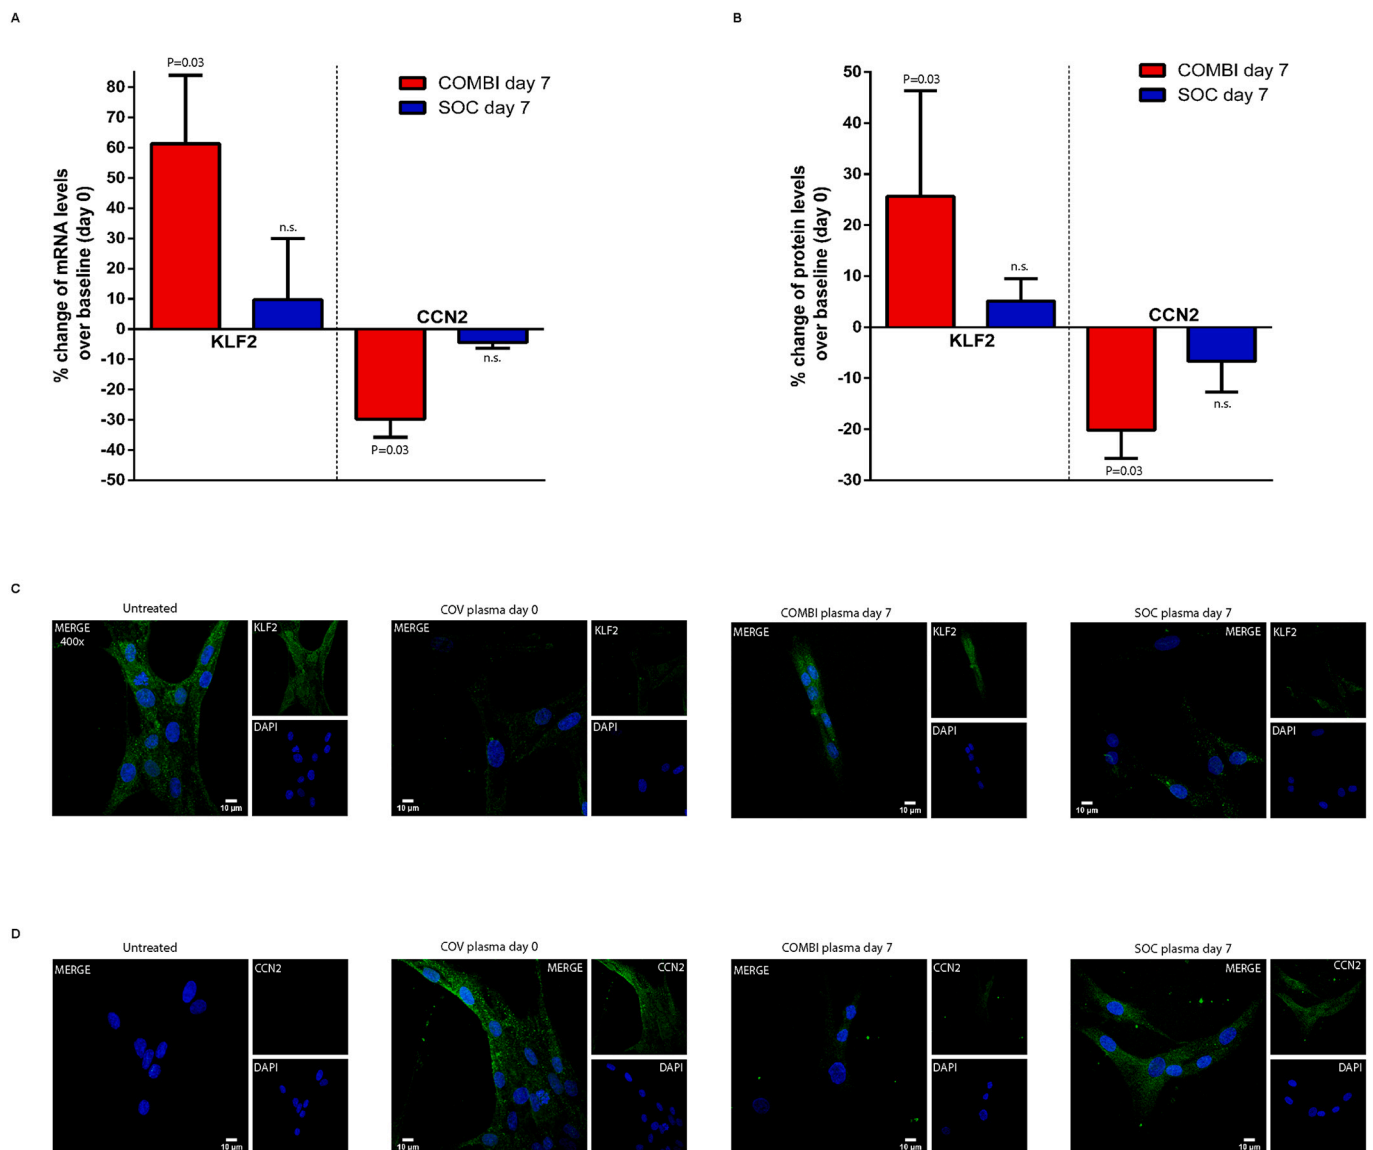 A
B
P=0.03
COMBI day 7
SOC day 7
80
70
60
50
40
30
20
10
0
-10
-20
-30
-40
-50
% change of mRNA levels
over baseline (day 0)
n.s.
KLF2
CCN2
n.s.
P=0.03
COMBI day 7
SOC day 7
50
40
30
20
10
0
-10
-20
-30
% change of protein levels
over baseline (day 0)
P=0.03
n.s.
KLF2
CCN2
n.s.
P=0.03
C
Untreated
COV plasma day 0
COMBI plasma day 7
SOC plasma day 7
MERGE
400x
KLF2
DAPI
10 µm
MERGE
KLF2
DAPI
10 µm
MERGE
KLF2
DAPI
10 µm
MERGE
KLF2
DAPI
10 µm
D
Untreated
COV plasma day 0
COMBI plasma day 7
SOC plasma day 7
MERGE
CCN2
DAPI
10 µm
MERGE
CCN2
DAPI
10 µm
MERGE
CCN2
DAPI
10 µm
MERGE
CCN2
DAPI
10 µm